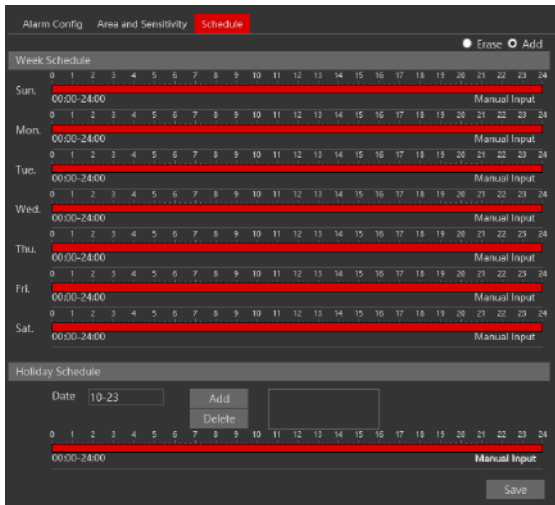 Alarm Config Area and Sensitivity Schedule
Erase Add
Week Schedule
0 1 2 3 4 5 6 7 8 9 10 11 12 13 14 15 16 17 18 19 20 21 22 23 24
Sun.
00:00-24:00 Manual Input
0 1 2 3 4 5 6 7 8 9 10 11 12 13 14 15 16 17 18 19 20 21 22 23 24
Mon.
00:00-24:00 Manual Input
0 1 2 3 4 5 6 7 8 9 10 11 12 13 14 15 16 17 18 19 20 21 22 23 24
Tue.
00:00-24:00 Manual Input
0 1 2 3 4 5 6 7 8 9 10 11 12 13 14 15 16 17 18 19 20 21 22 23 24
Wed.
00:00-24:00 Manual Input
0 1 2 3 4 5 6 7 8 9 10 11 12 13 14 15 16 17 18 19 20 21 22 23 24
Thu.
00:00-24:00 Manual Input
0 1 2 3 4 5 6 7 8 9 10 11 12 13 14 15 16 17 18 19 20 21 22 23 24
Fri.
00:00-24:00 Manual Input
0 1 2 3 4 5 6 7 8 9 10 11 12 13 14 15 16 17 18 19 20 21 22 23 24
Sat.
00:00-24:00 Manual Input
Holiday Schedule
Date 10-23 Add
Delete
0 1 2 3 4 5 6 7 8 9 10 11 12 13 14 15 16 17 18 19 20 21 22 23 24
00:00-24:00 Manual Input
Save